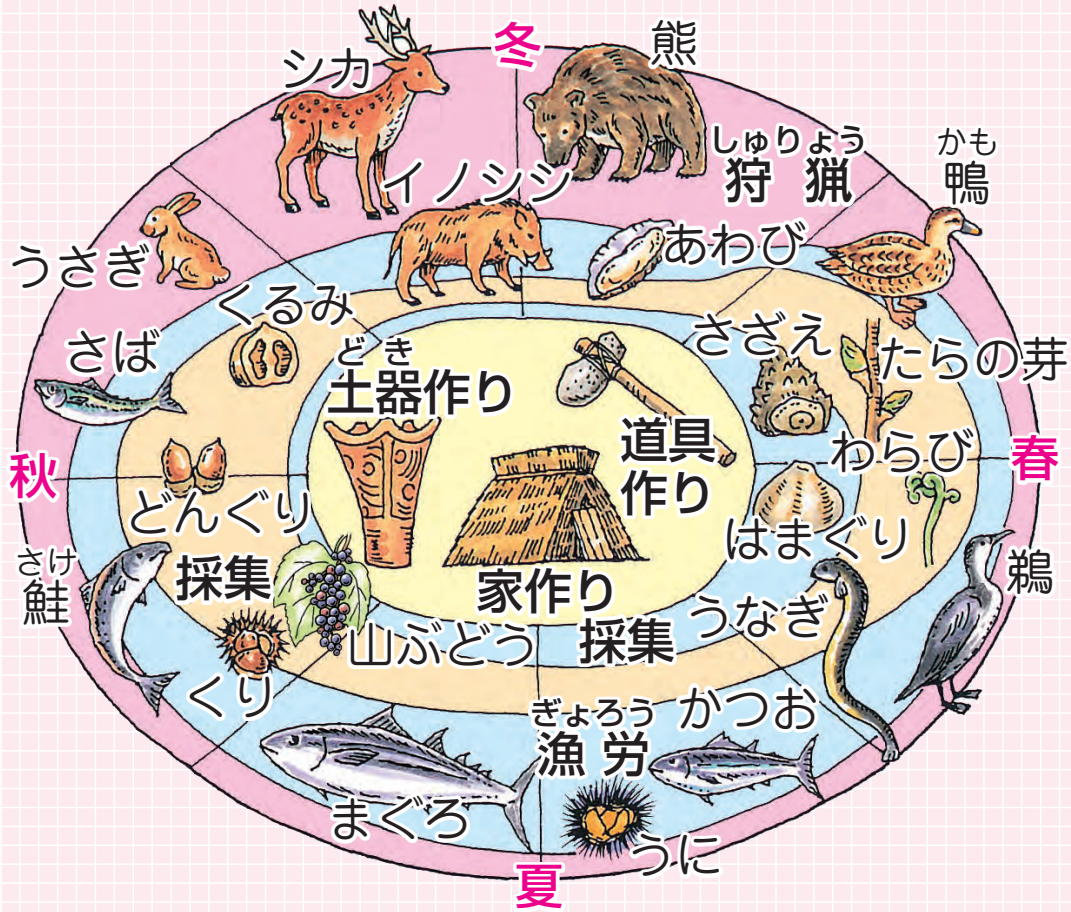 冬
熊
シカ
しゅりょう
狩猟
かも
鴨
イノシシ
うさぎ
あわび
くるみ
さば
どき
土器作り
さざえ
たらの芽
道具
作り
わらび
秋
春
どんぐり
はまぐり
さけ
鮭
採集
家作り
鵜
山ぶどう
採集
うなぎ
くり
ぎょろう
漁労
かつお
まぐろ
うに
夏